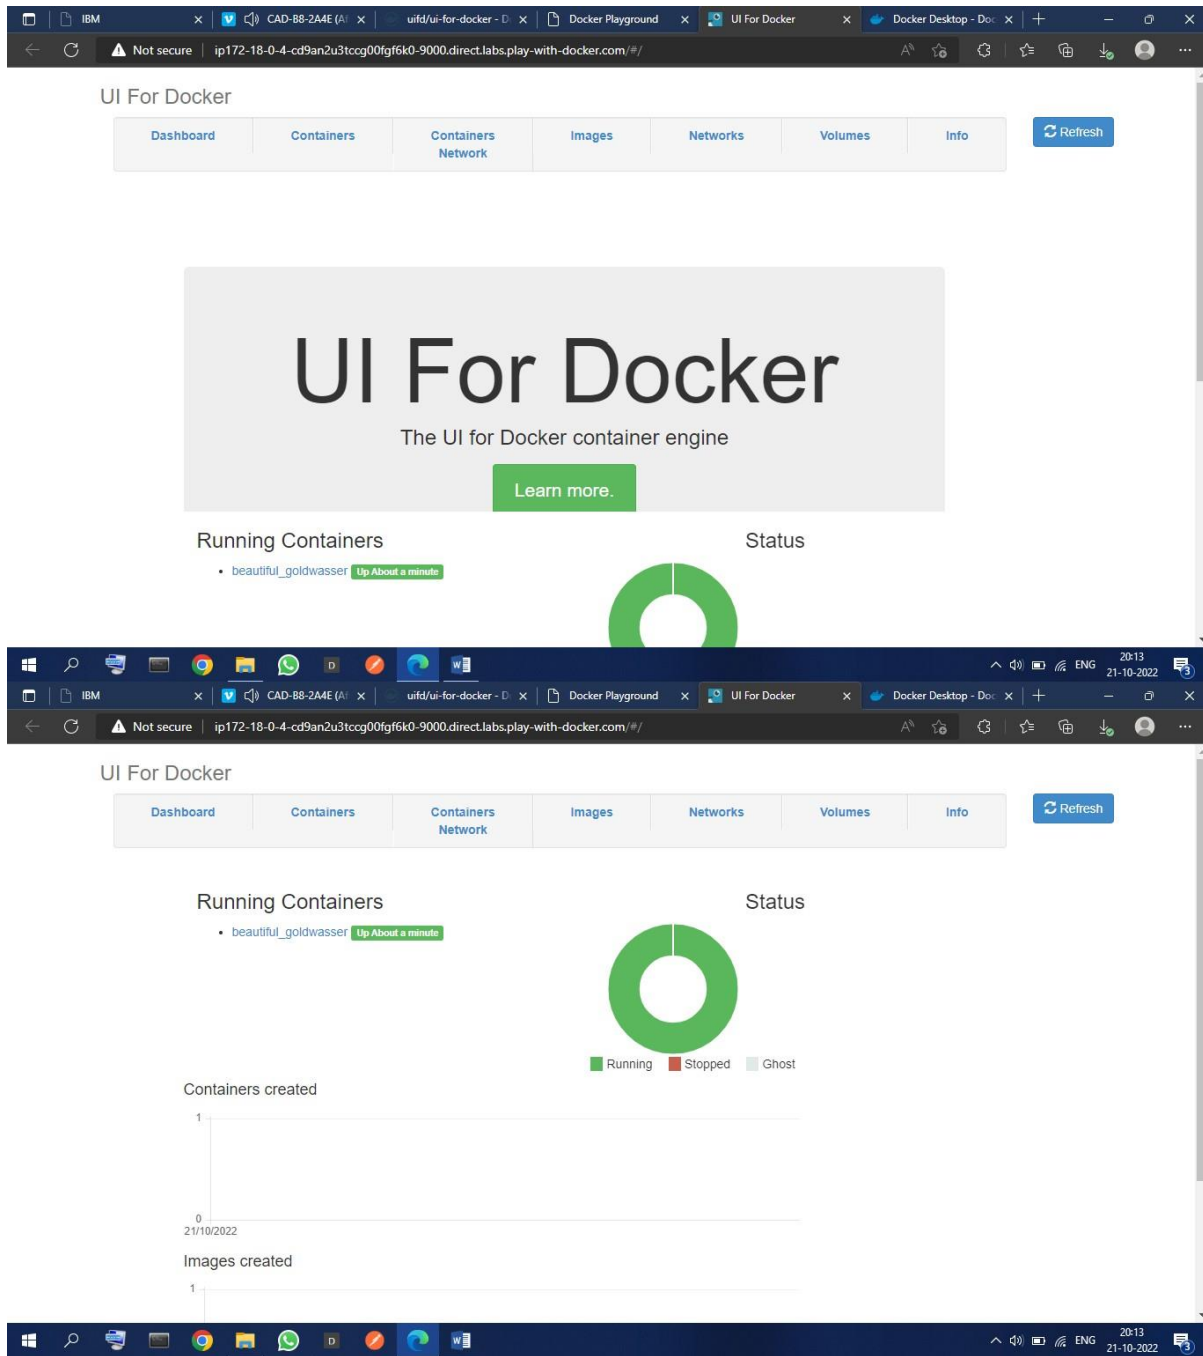 IBM CAD-B8-2A4E (Af uifd/ui-for-docker - D Docker Playground UI For Docker Docker Desktop - Doc
Not secure ip172-18-0-4-cd9an2u3tccg00fgf6k0-9000.direct.labs.play-with-docker.com/#/
UI For Docker
Dashboard Containers Containers Network Images Networks Volumes Info Refresh
UI For Docker
The UI for Docker container engine
Learn more.
Running Containers Status
beautiful_goldwasser Up About a minute
D W ENG 20:13
21-10-2022 3
IBM CAD-B8-2A4E (Af uifd/ui-for-docker - D Docker Playground UI For Docker Docker Desktop - Doc
Not secure ip172-18-0-4-cd9an2u3tccg00fgf6k0-9000.direct.labs.play-with-docker.com/#/
UI For Docker
Dashboard Containers Containers Network Images Networks Volumes Info Refresh
Running Containers Status
beautiful_goldwasser Up About a minute
Running Stopped Ghost
Containers created
1
0
21/10/2022
Images created
1
D W ENG 20:13
21-10-2022 3